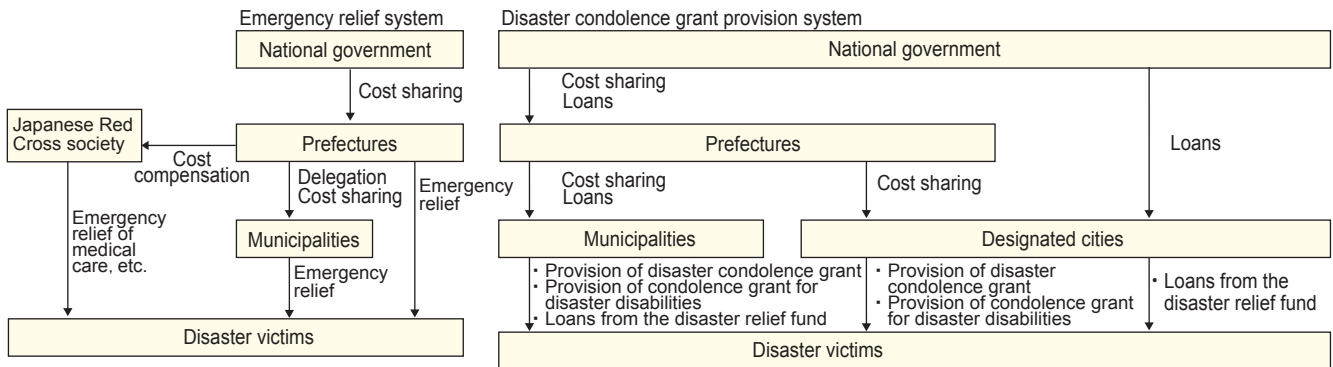 Emergency relief system
National government
Cost sharing
Japanese Red
Cross society
Prefectures
Cost
compensation
Delegation
Cost sharing
Emergency
relief
Emergency
relief of
medical
care, etc.
Municipalities
Emergency
relief
Disaster victims
Disaster condolence grant provision system
National government
Cost sharing
Loans
Prefectures
Loans
Cost sharing
Loans
Cost sharing
Municipalities
Designated cities
・Provision of disaster condolence grant
・Provision of condolence grant for
disaster disabilities
・Loans from the disaster relief fund
・Provision of disaster
condolence grant
・Provision of condolence grant
for disaster disabilities
・Loans from the
disaster relief fund
Disaster victims